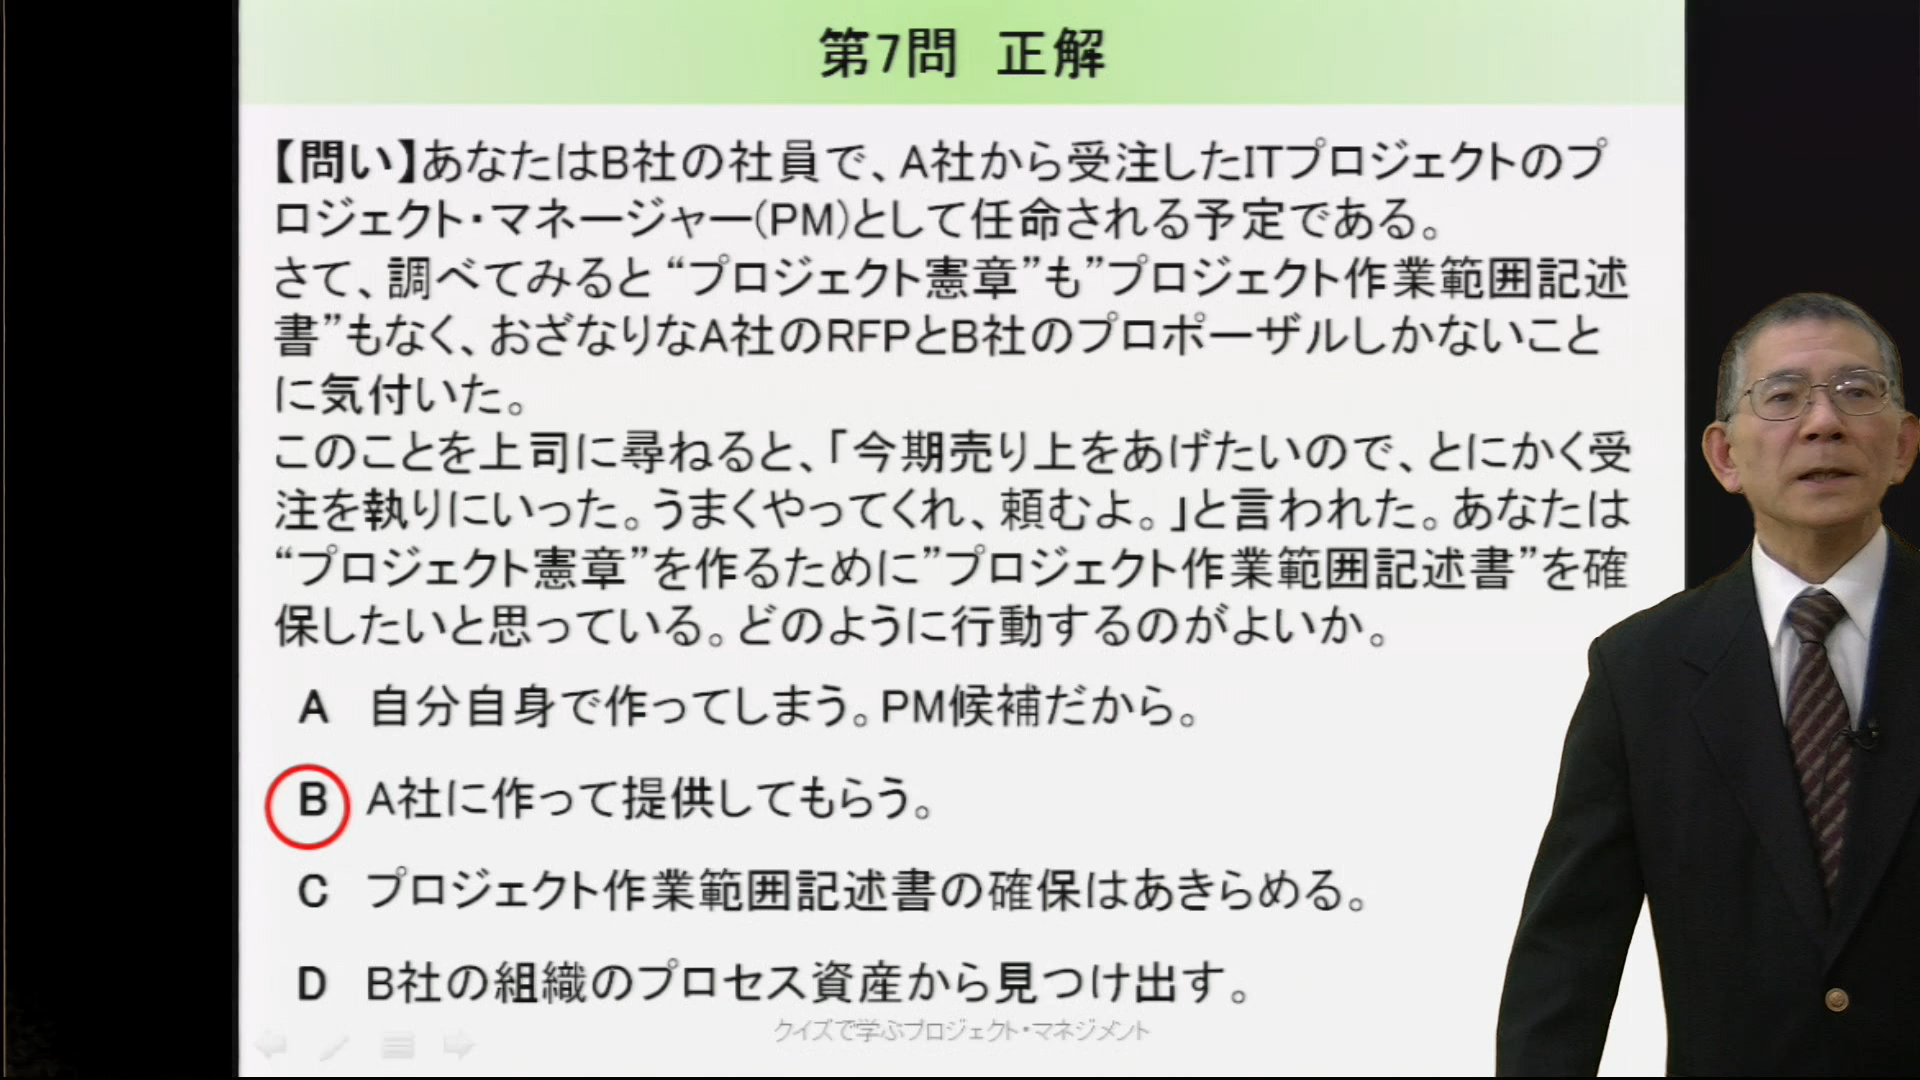 第7問 正解
【問い】あなたはB社の社員で、A社から受注したITプロジェクトのプ
ロジェクト・マネージャー(PM)として任命される予定である。
さて、調べてみると“プロジェクト憲章”も”プロジェクト作業範囲記述
書”もなく、おざなりなA社のRFPとB社のプロポーザルしかないこと
に気付いた。
このことを上司に尋ねると、「今期売り上をあげたいので、とにかく受
注を執りにいった。うまくやってくれ、頼むよ。」と言われた。あなたは
“プロジェクト憲章”を作るために”プロジェクト作業範囲記述書”を確
保したいと思っている。どのように行動するのがよいか。
A 自分自身で作ってしまう。PM候補だから。
B A社に作って提供してもらう。
C プロジェクト作業範囲記述書の確保はあきらめる。
D B社の組織のプロセス資産から見つけ出す。
クイズで学ぶプロジェクト・マネジメント